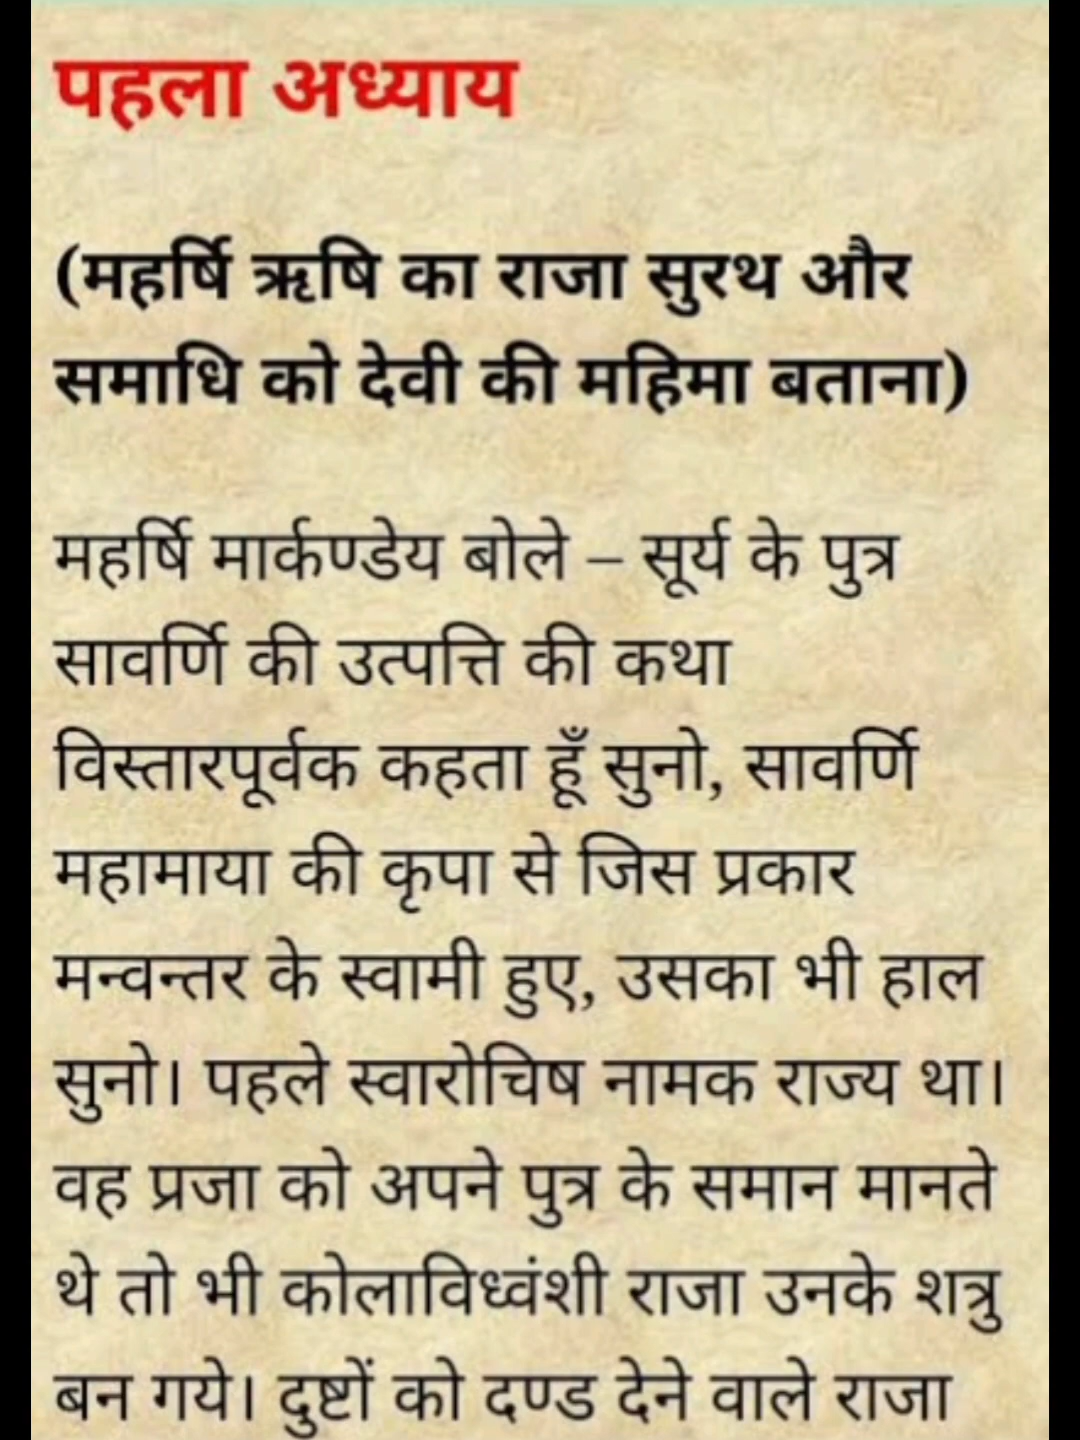 पहला अध्याय
(महर्षि ऋषि का राजा सुरथ और
समाधि को देवी की महिमा बताना)
महर्षि मार्कण्डेय बोले – सूर्य के पुत्र
सावर्णि की उत्पत्ति की कथा
विस्तारपूर्वक कहता हूँ सुनो, सावर्णि
महामाया की कृपा से जिस प्रकार
मन्वन्तर के स्वामी हुए, उसका भी हाल
सुनो। पहले स्वारोचिष नामक राज्य था।
वह प्रजा को अपने पुत्र के समान मानते
थे तो भी कोलाविध्वंशी राजा उनके शत्रु
बन गये। दुष्टों को दण्ड देने वाले राजा